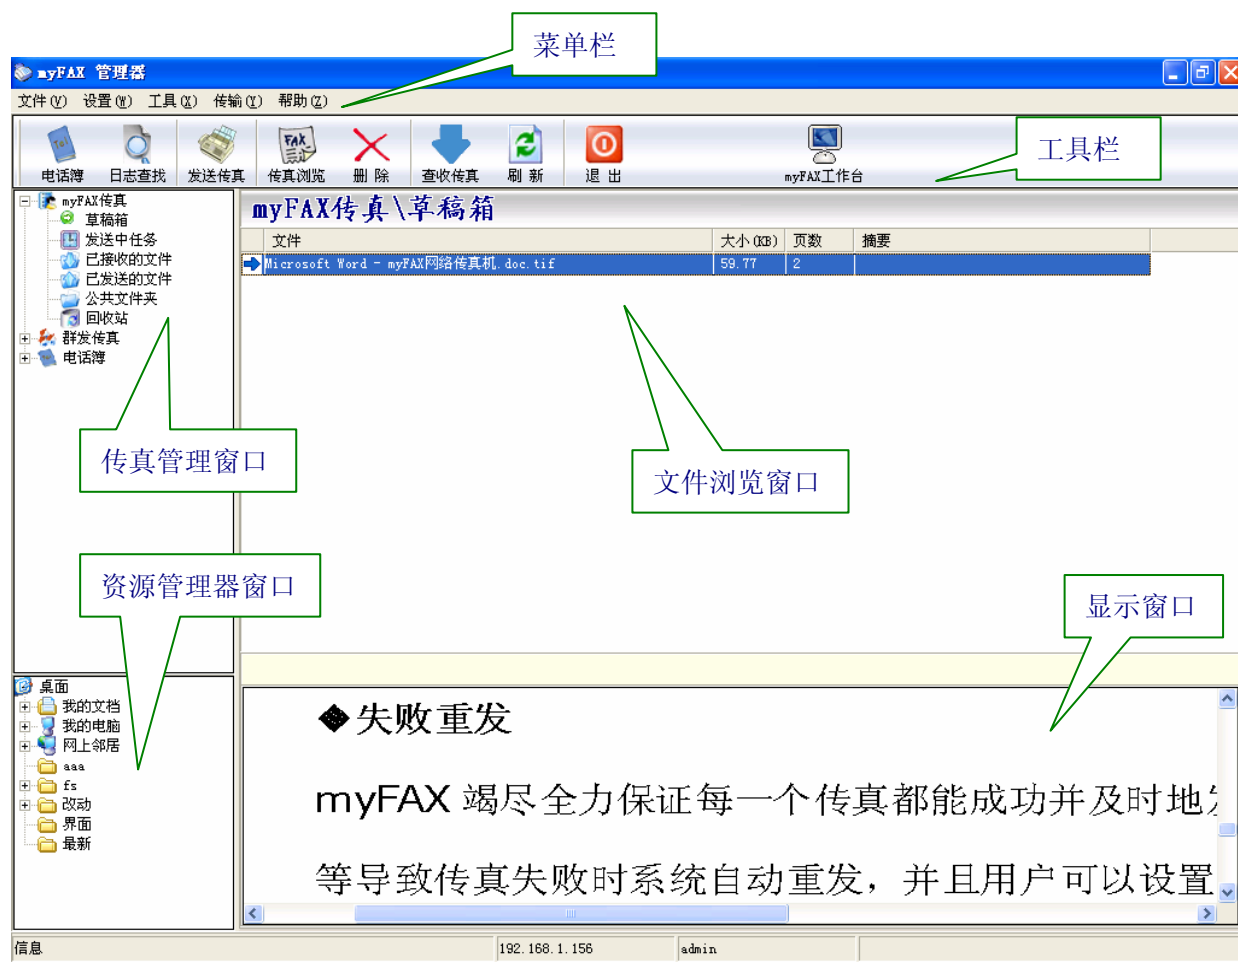 菜单栏
myFAX 管理器
文件(V) 设置(W) 工具(X) 传输(Y) 帮助(Z)
工具栏
电话簿 日志查找 发送传真 传真浏览 删 除 查收传真 刷 新 退 出 myFAX工作台
myFAX传真
草稿箱
发送中任务
已接收的文件
已发送的文件
公共文件夹
回收站
群发传真
电话簿
myFAX传真\草稿箱
文件 大小(KB) 页数 摘要
Microsoft Word - myFAX网络传真机.doc.tif 59.77 2
传真管理窗口
文件浏览窗口
资源管理器窗口
显示窗口
桌面
我的文档
我的电脑
网上邻居
aaa
fs
改动
界面
最新
◆失败重发
myFAX 竭尽全力保证每一个传真都能成功并及时地
等导致传真失败时系统自动重发，并且用户可以设置
信息 192.168.1.156 admin